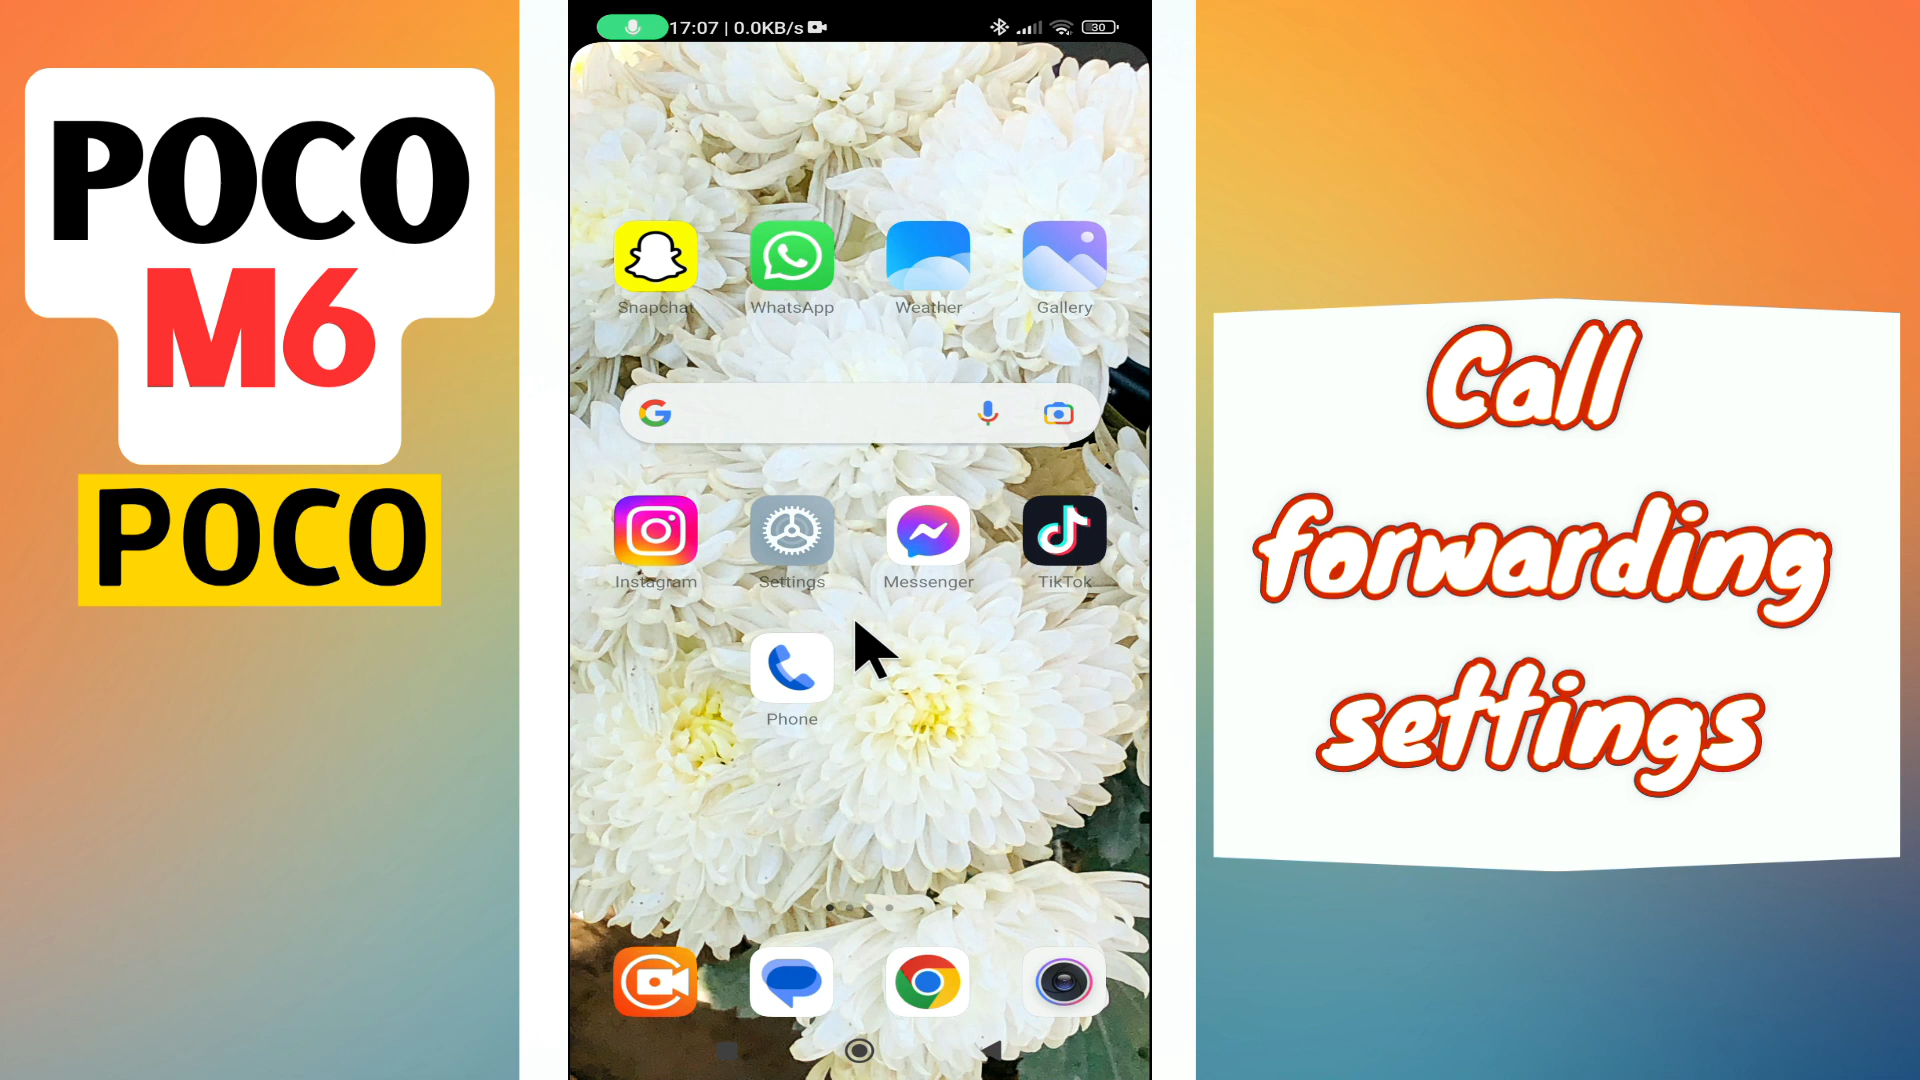 POCO
M6
POCO
17:07 | 0.0KB/s
30
Snapchat
WhatsApp
Weather
Gallery
Instagram
Settings
Messenger
TikTok
Phone
Call
forwarding
settings